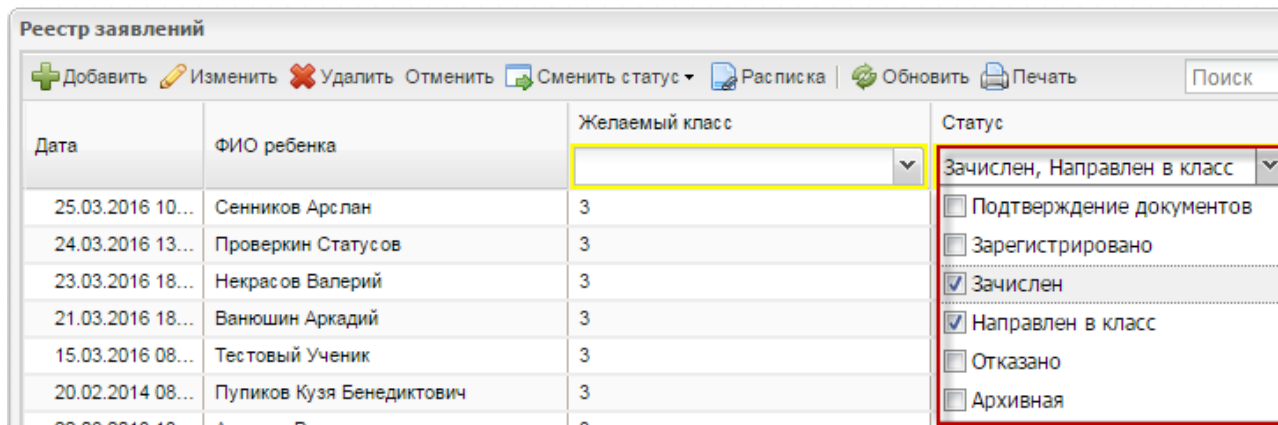 Реестр заявлений
Добавить Изменить Удалить Отменить Сменить статус Расписка Обновить Печать Поиск
Дата ФИО ребенка Желаемый класс Статус
Зачислен, Направлен в класс
25.03.2016 10... Сенников Арслан 3 Подтверждение документов
24.03.2016 13... Проверкин Статусов 3 Зарегистрировано
23.03.2016 18... Некрасов Валерий 3 Зачислен
21.03.2016 18... Ванюшин Аркадий 3 Направлен в класс
15.03.2016 08... Тестовый Ученик 3 Отказано
20.02.2014 08... Пупиков Кузя Бенедиктович 3 Архивная